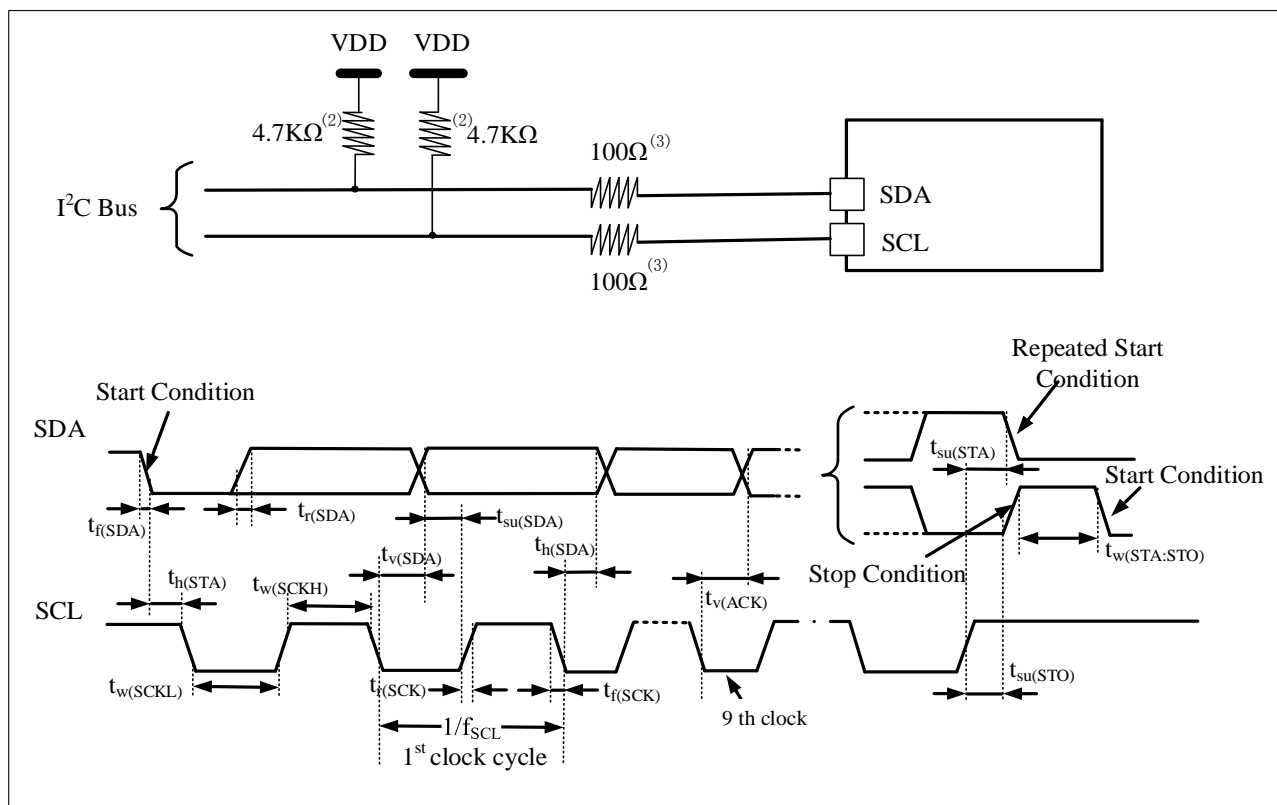 VDD VDD
4.7KΩ(2) (2)4.7KΩ
100Ω(3)
I²C Bus
SDA
SCL
100Ω(3)
Repeated Start
Condition
Start Condition
SDA
tsu(STA)
Start Condition
tf(SDA)
tr(SDA)
tsu(SDA)
tv(SDA)
th(SDA)
tw(STA:STO)
Stop Condition
th(STA)
tw(SCKH)
tv(ACK)
SCL
tw(SCKL)
tr(SCK)
tf(SCK)
tsu(STO)
9 th clock
1/fSCL
1st clock cycle